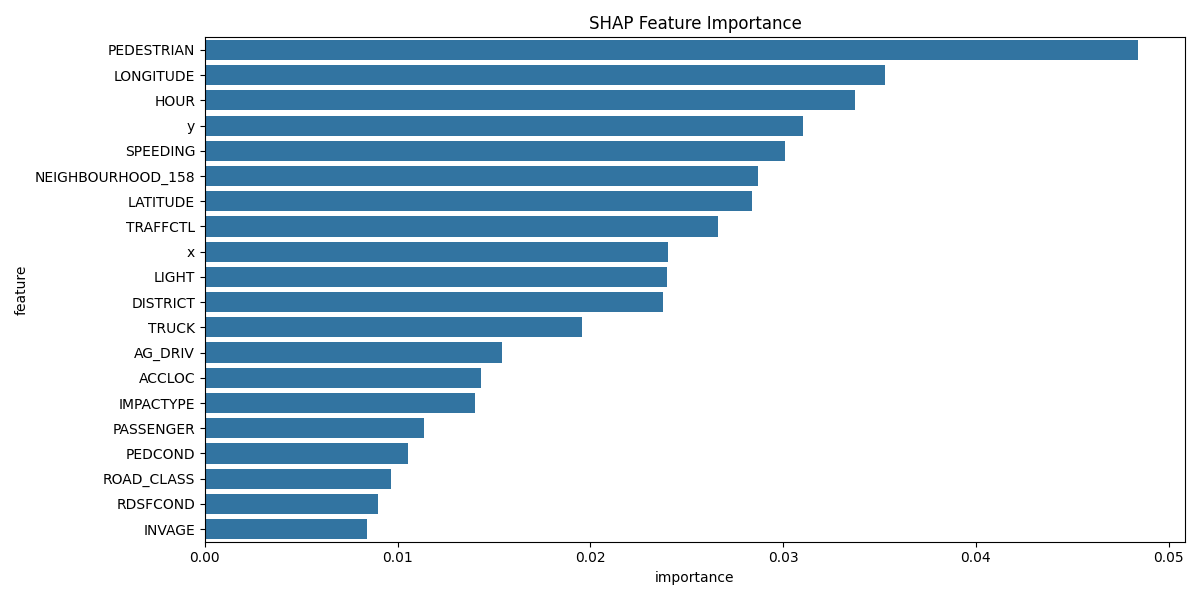 SHAP Feature Importance
feature
PEDESTRIAN
LONGITUDE
HOUR
y
SPEEDING
NEIGHBOURHOOD_158
LATITUDE
TRAFFCTL
x
LIGHT
DISTRICT
TRUCK
AG_DRIV
ACCLOC
IMPACTYPE
PASSENGER
PEDCOND
ROAD_CLASS
RDSFCOND
INVAGE
0.00 0.01 0.02 0.03 0.04 0.05
importance